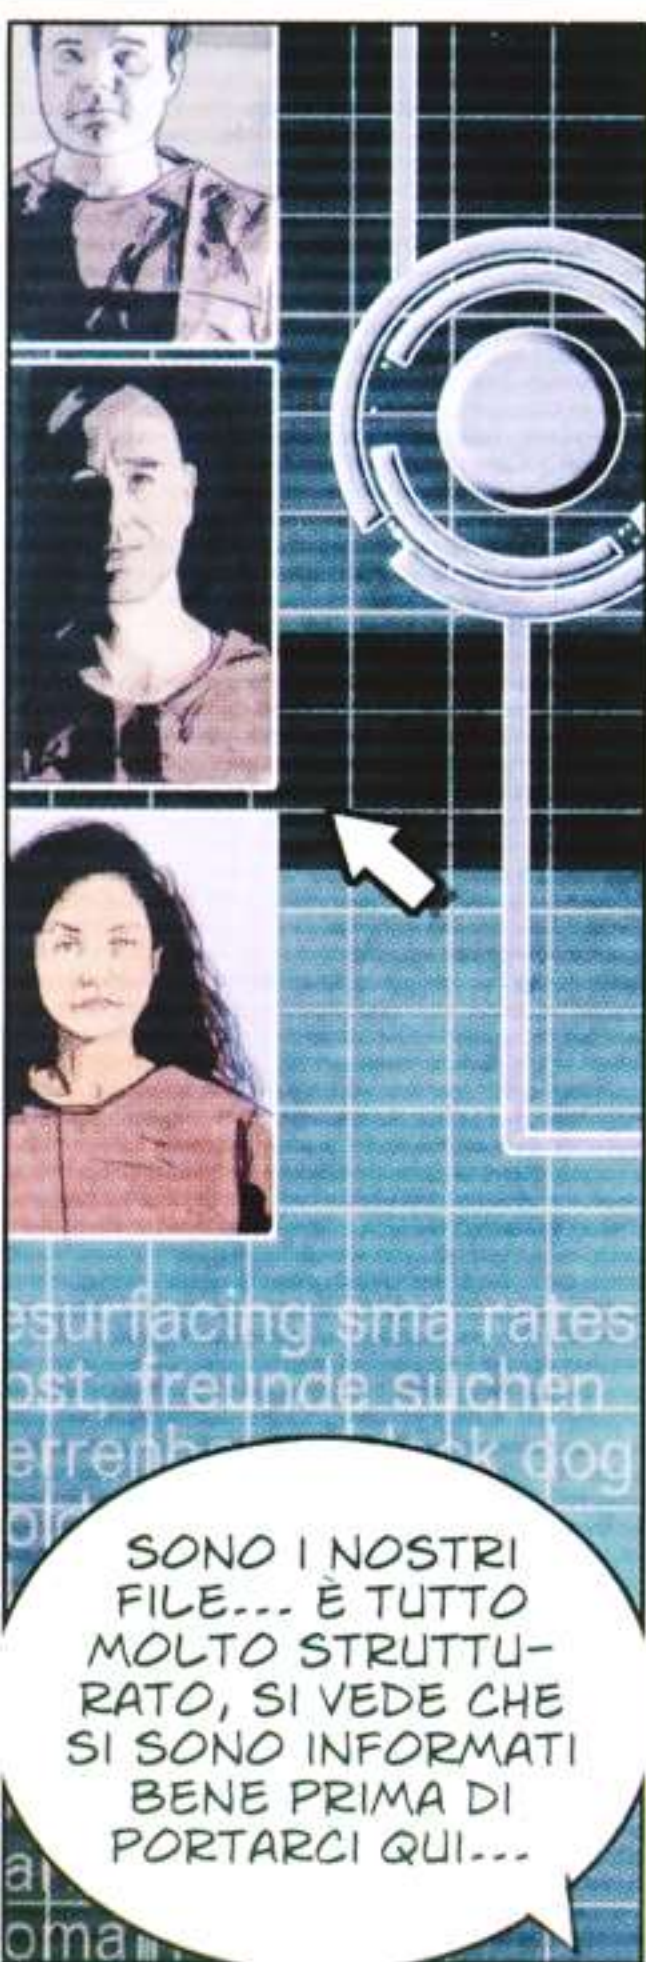 esurfacing sma rates
ost, freunde suchen
dog
SONO I NOSTRI
FILE... È TUTTO
MOLTO STRUTTU-
RATO, SI VEDE CHE
SI SONO INFORMATI
BENE PRIMA DI
PORTARCI QUI...